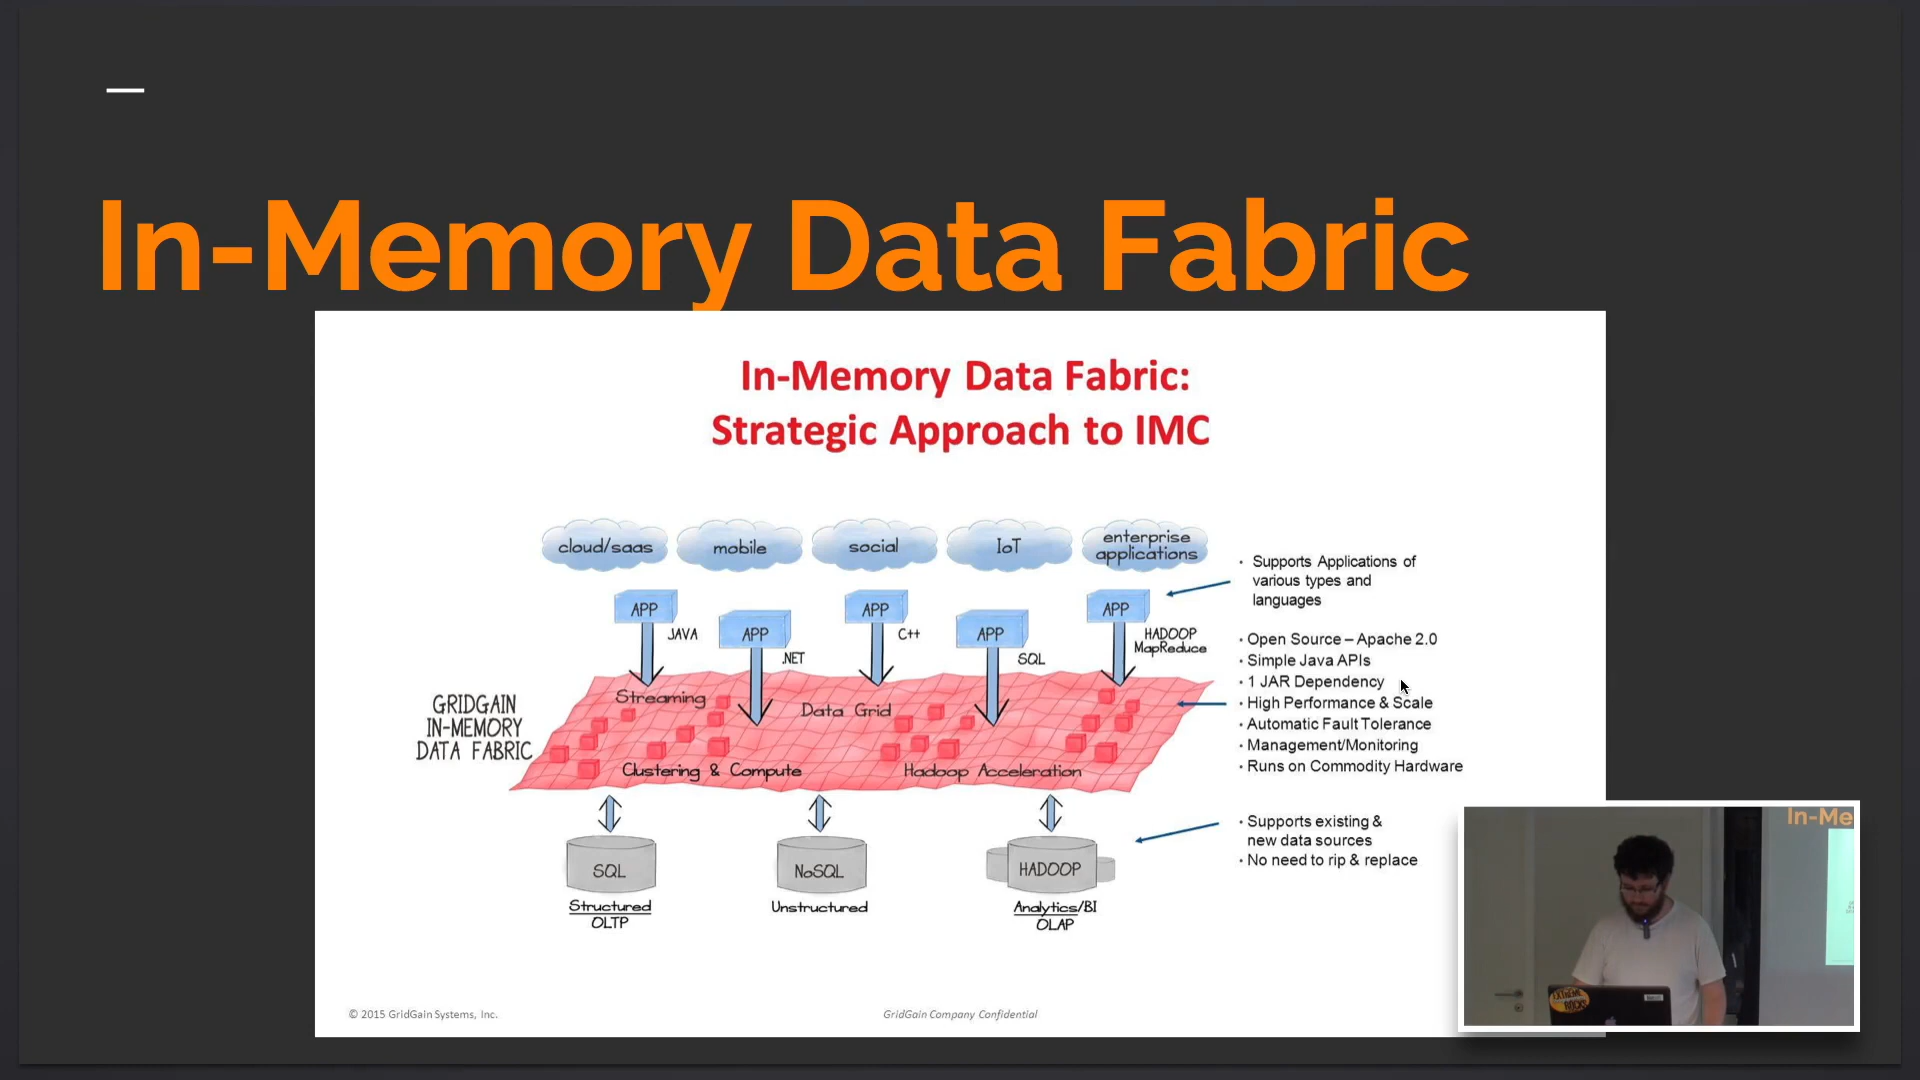 In-Memory Data Fabric
In-Memory Data Fabric:
Strategic Approach to IMC
cloud/saas
mobile
social
IoT
enterprise
applications
APP
JAVA
APP
.NET
APP
C++
APP
SQL
APP
HADOOP
MapReduce
GRIDGAIN
IN-MEMORY
DATA FABRIC
Streaming
Data Grid
Clustering & Compute
Hadoop Acceleration
SQL
Structured
OLTP
NoSQL
Unstructured
HADOOP
Analytics/BI
OLAP
· Supports Applications of
various types and
languages
· Open Source – Apache 2.0
· Simple Java APIs
· 1 JAR Dependency
· High Performance & Scale
· Automatic Fault Tolerance
· Management/Monitoring
· Runs on Commodity Hardware
· Supports existing &
new data sources
· No need to rip & replace
© 2015 GridGain Systems, Inc.
GridGain Company Confidential
In-Me
EXTREME
ROCKS